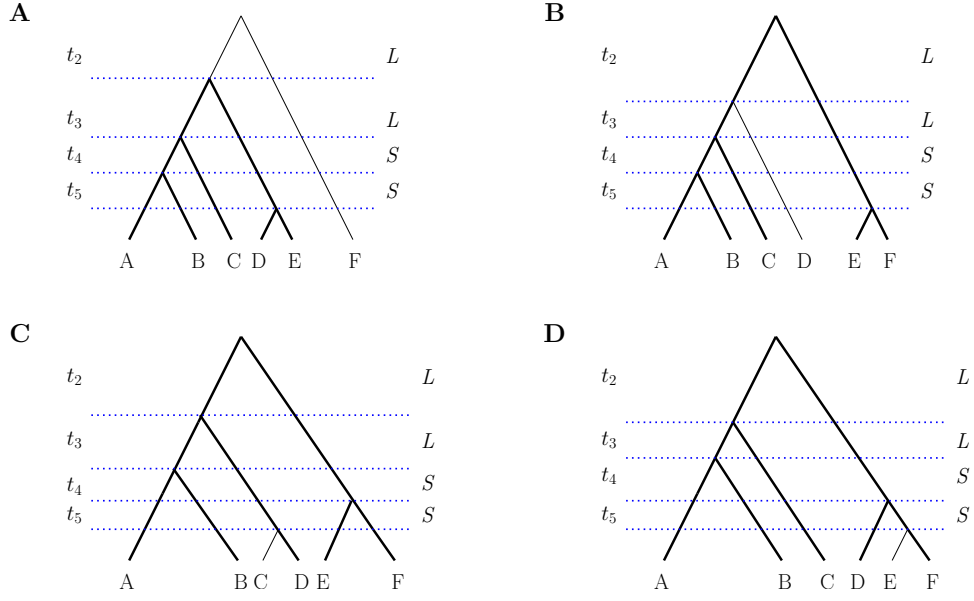 A
t₂ L
t₃ L
t₄ S
t₅ S
A B C D E F
B
t₂ L
t₃ L
t₄ S
t₅ S
A B C D E F
C
t₂ L
t₃ L
t₄ S
t₅ S
A B C D E F
D
t₂ L
t₃ L
t₄ S
t₅ S
A B C D E F